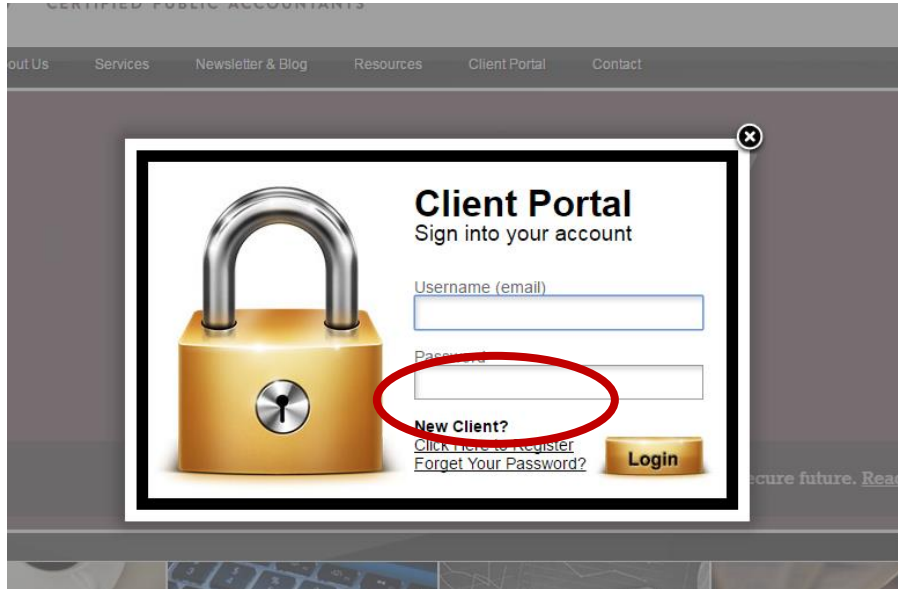 CERTIFIED PUBLIC ACCOUNTANTS
out Us Services Newsletter & Blog Resources Client Portal Contact
Client Portal
Sign into your account
Username (email)
Password
New Client?
Click Here to Register
Forget Your Password?
Login
ecure future. Read